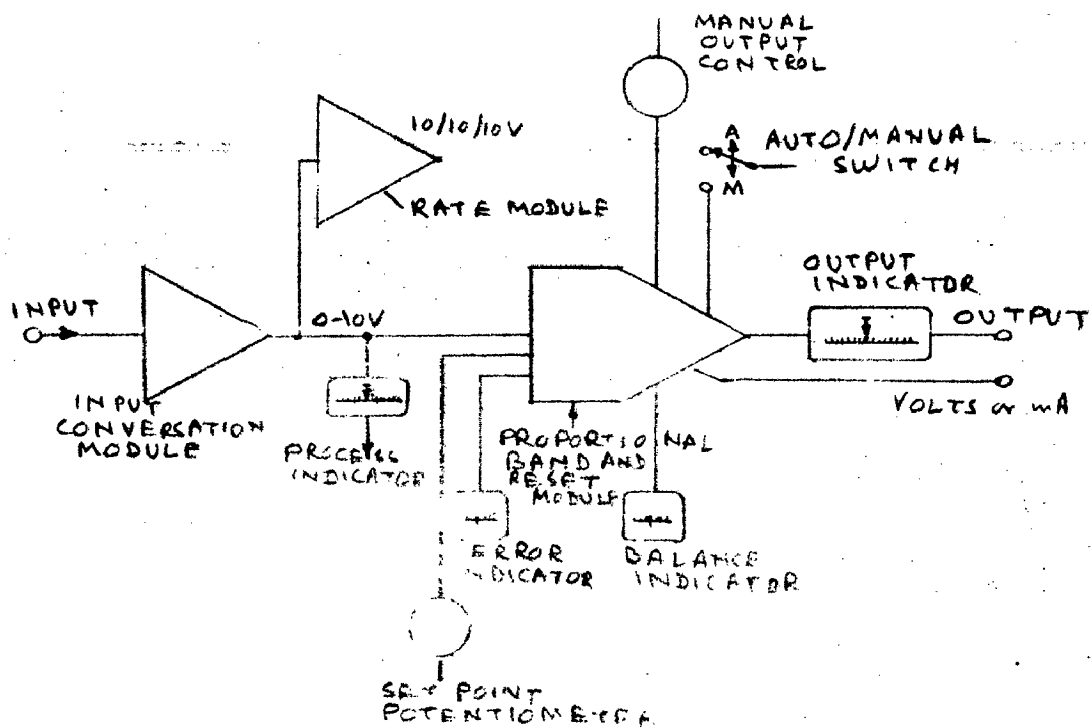 MANUAL
OUTPUT
CONTROL
10/10/10V
A
AUTO/MANUAL
SWITCH
M
RATE MODULE
OUTPUT
INDICATOR
INPUT
0-10V
OUTPUT
VOLTS or mA
INPUT
CONVERSATION
MODULE
PROCESS
INDICATOR
PROPORTIONAL
BAND AND
RESET
MODULE
ERROR
INDICATOR
BALANCE
INDICATOR
SET POINT
POTENTIOMETER